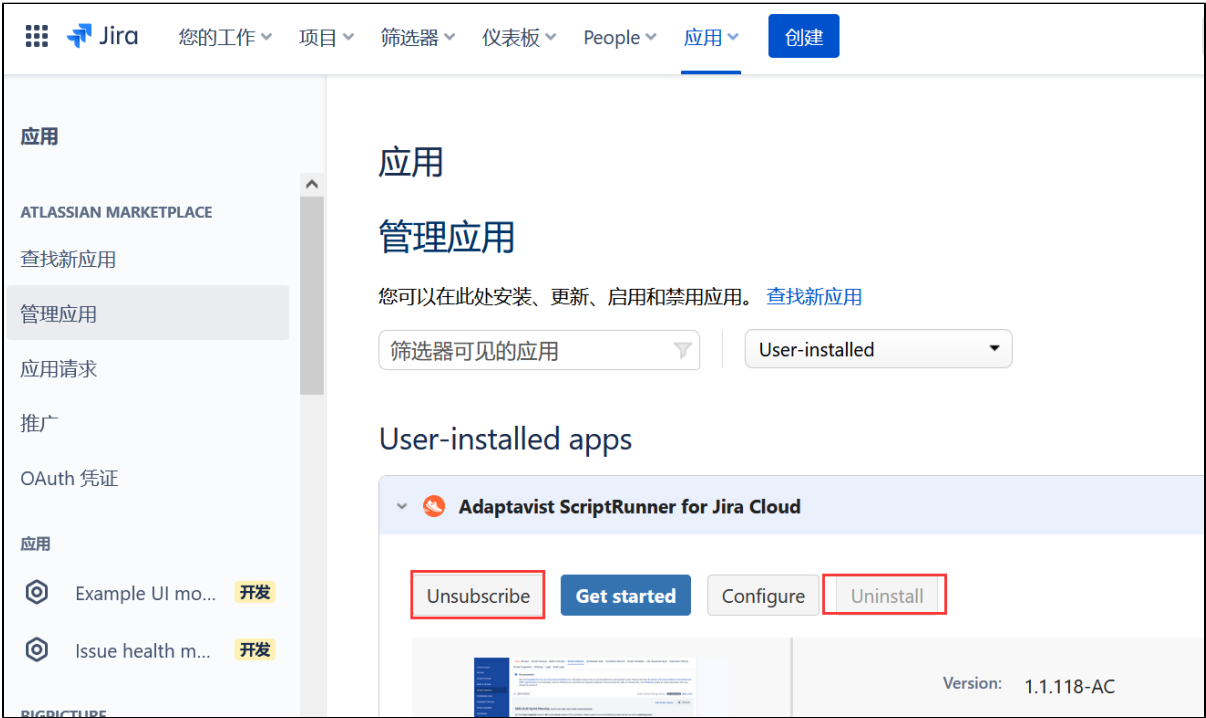 Jira 您的工作 项目 筛选器 仪表板 People 应用 创建
应用
ATLASSIAN MARKETPLACE
查找新应用
管理应用
应用请求
推广
OAuth 凭证
应用
Example UI mo... 开发
Issue health m... 开发
BIGPICTURE
应用
管理应用
您可以在此处安装、更新、启用和禁用应用。 查找新应用
筛选器可见的应用 User-installed
User-installed apps
Adaptavist ScriptRunner for Jira Cloud
Unsubscribe Get started Configure Uninstall
Version: 1.1.118-AC